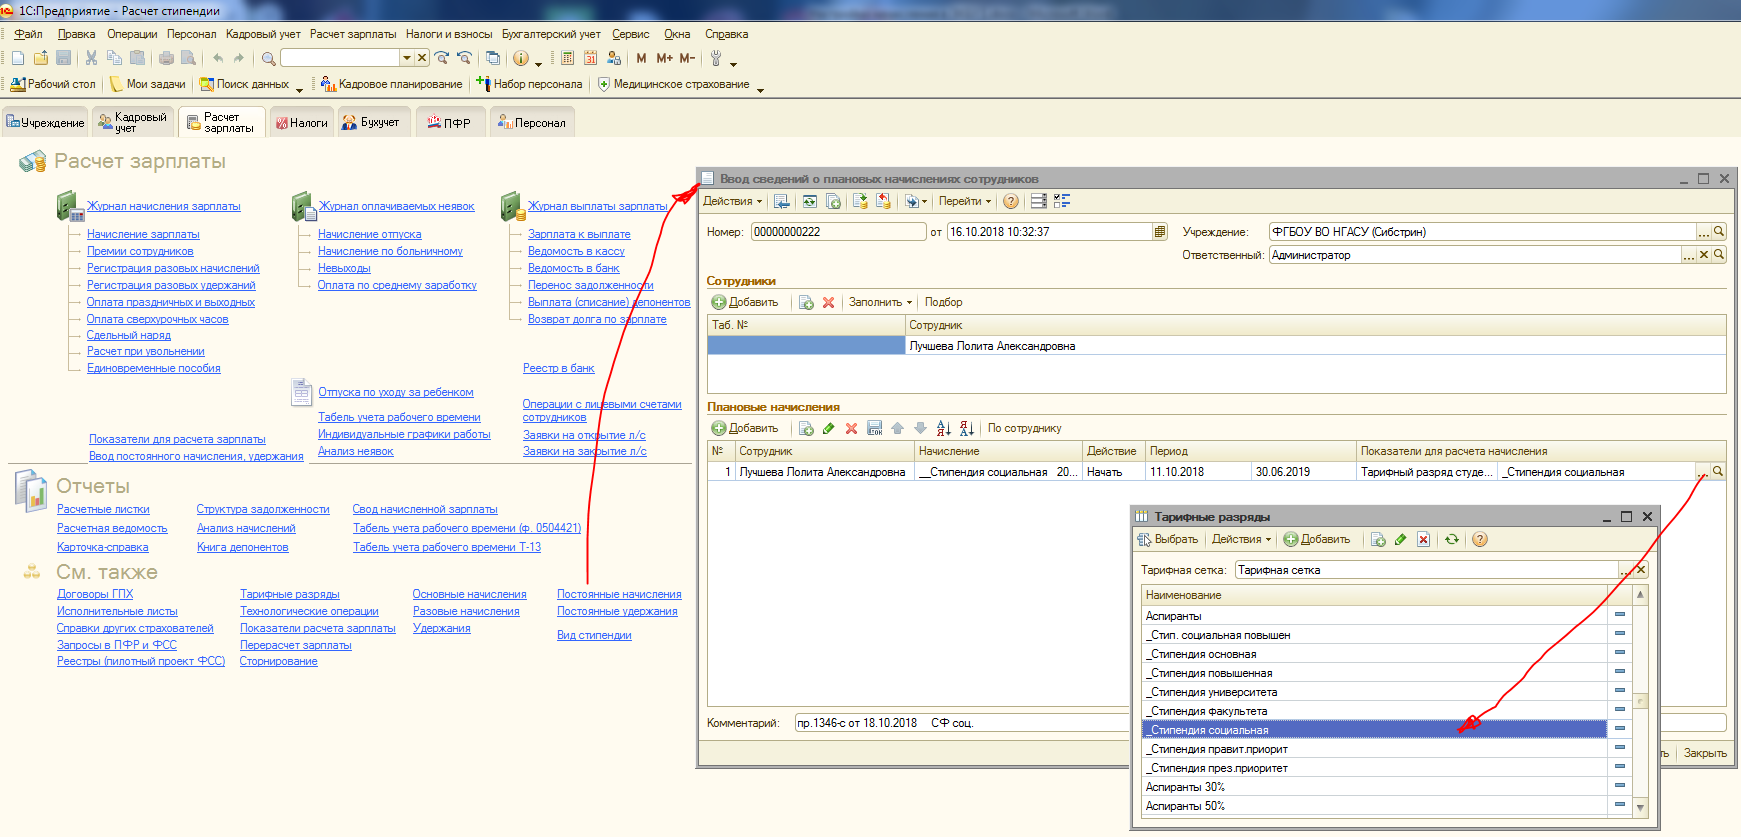 1С:Предприятие - Расчет стипендии
Файл Правка Операции Персонал Кадровый учет Расчет зарплаты Налоги и взносы Бухгалтерский учет Сервис Окна Справка
M M+ M-
Рабочий стол Мои задачи Поиск данных Кадровое планирование Набор персонала Медицинское страхование
Учреждение Кадровый учет Расчет зарплаты Налоги Бухучет ПФР Персонал
Расчет зарплаты
Журнал начисления зарплаты
Начисление зарплаты
Премии сотрудников
Регистрация разовых начислений
Регистрация разовых удержаний
Оплата праздничных и выходных
Оплата сверхурочных часов
Сдельный наряд
Расчет при увольнении
Единовременные пособия
Показатели для расчета зарплаты
Ввод постоянного начисления, удержания
Журнал оплачиваемых неявок
Начисление отпуска
Начисление по больничному
Невыходы
Оплата по среднему заработку
Отпуска по уходу за ребенком
Табель учета рабочего времени
Индивидуальные графики работы
Анализ неявок
Журнал выплаты зарплаты
Зарплата к выплате
Ведомость в кассу
Ведомость в банк
Перенос задолженности
Выплата (списание) депонентов
Возврат долга по зарплате
Реестр в банк
Операции с лицевыми счетами
сотрудников
Заявки на открытие л/с
Заявки на закрытие л/с
Отчеты
Расчетные листки Структура задолженности Свод начисленной зарплаты
Расчетная ведомость Анализ начислений Табель учета рабочего времени (ф. 0504421)
Карточка-справка Книга депонентов Табель учета рабочего времени Т-13
См. также
Договоры ГПХ Тарифные разряды Основные начисления Постоянные начисления
Исполнительные листы Технологические операции Разовые начисления Постоянные удержания
Справки других страхователей Показатели расчета зарплаты Удержания Вид стипендии
Запросы в ПФР и ФСС Перерасчет зарплаты
Реестры (пилотный проект ФСС) Сторнирование
Ввод сведений о плановых начислениях сотрудников
Действия Перейти
Номер: 00000000222 от 16.10.2018 10:32:37 Учреждение: ФГБОУ ВО НГАСУ (Сибстрин)
Ответственный: Администратор
Сотрудники
Добавить Заполнить Подбор
Таб. № Сотрудник
Лучшева Лолита Александровна
Плановые начисления
Добавить По сотруднику
№ Сотрудник Начисление Действие Период Показатели для расчета начисления
1 Лучшева Лолита Александровна __Стипендия социальная 20... Начать 11.10.2018 30.06.2019 Тарифный разряд студе... _Стипендия социальная
Комментарий: пр.1346-с от 18.10.2018 СФ соц.
Закрыть
Тарифные разряды
Выбрать Действия Добавить
Тарифная сетка: Тарифная сетка
Наименование
Аспиранты
_Стип. социальная повышен
_Стипендия основная
_Стипендия повышенная
_Стипендия университета
_Стипендия факультета
_Стипендия социальная
_Стипендия правит.приорит
_Стипендия през.приоритет
Аспиранты 30%
Аспиранты 50%